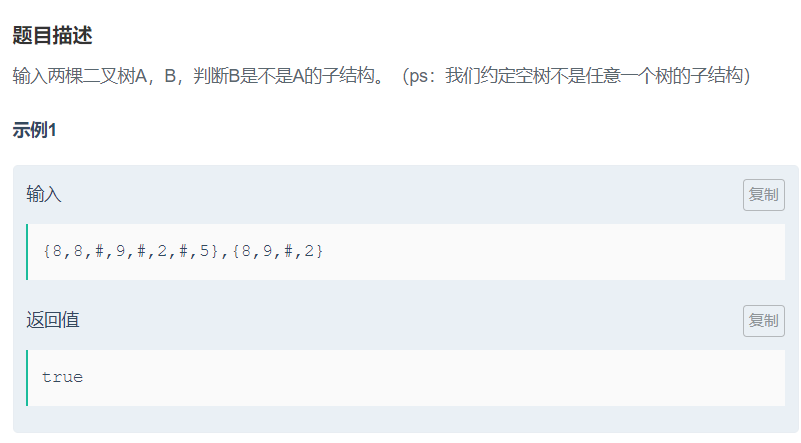 题目描述
输入两棵二叉树A，B，判断B是不是A的子结构。（ps：我们约定空树不是任意一个树的子结构）
示例1
输入
复制
{8,8,#,9,#,2,#,5},{8,9,#,2}
返回值
复制
true